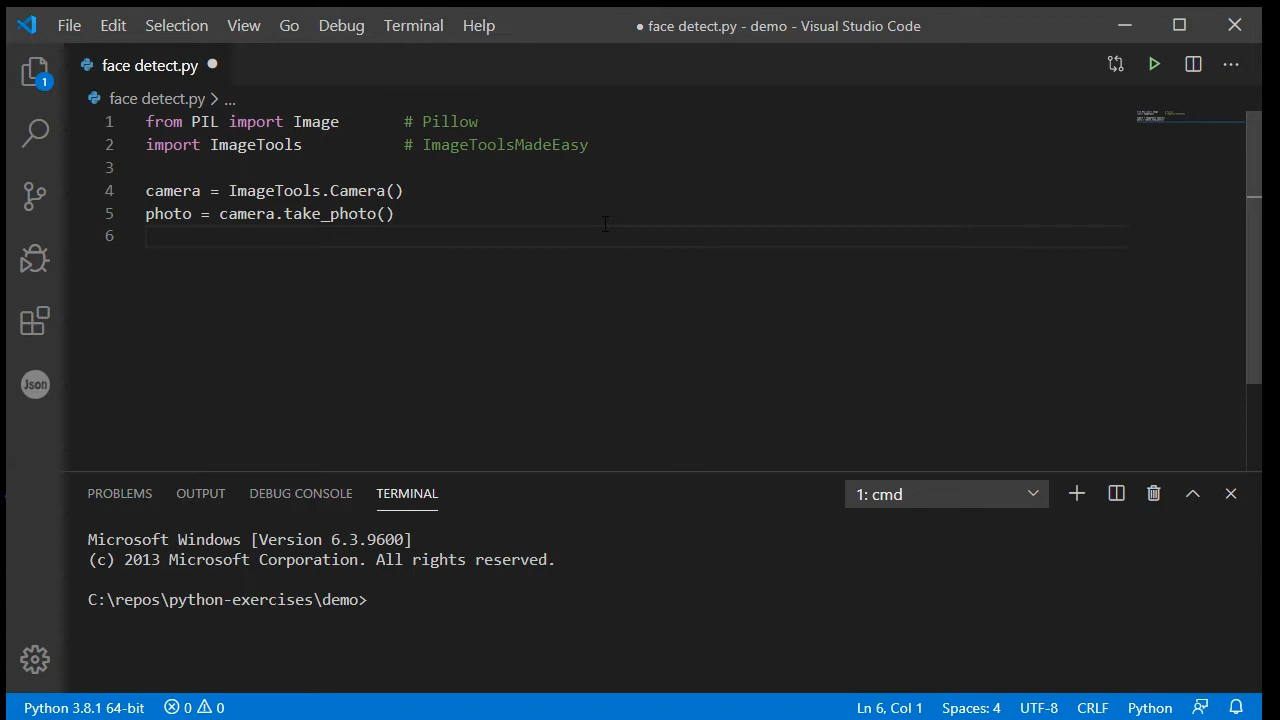 File Edit Selection View Go Debug Terminal Help ● face detect.py - demo - Visual Studio Code
face detect.py ●
face detect.py > ...
1 from PIL import Image # Pillow
2 import ImageTools # ImageToolsMadeEasy
3
4 camera = ImageTools.Camera()
5 photo = camera.take_photo()
6
1
Json
PROBLEMS OUTPUT DEBUG CONSOLE TERMINAL 1: cmd
Microsoft Windows [Version 6.3.9600]
(c) 2013 Microsoft Corporation. All rights reserved.
C:\repos\python-exercises\demo>
Python 3.8.1 64-bit 0 0 Ln 6, Col 1 Spaces: 4 UTF-8 CRLF Python